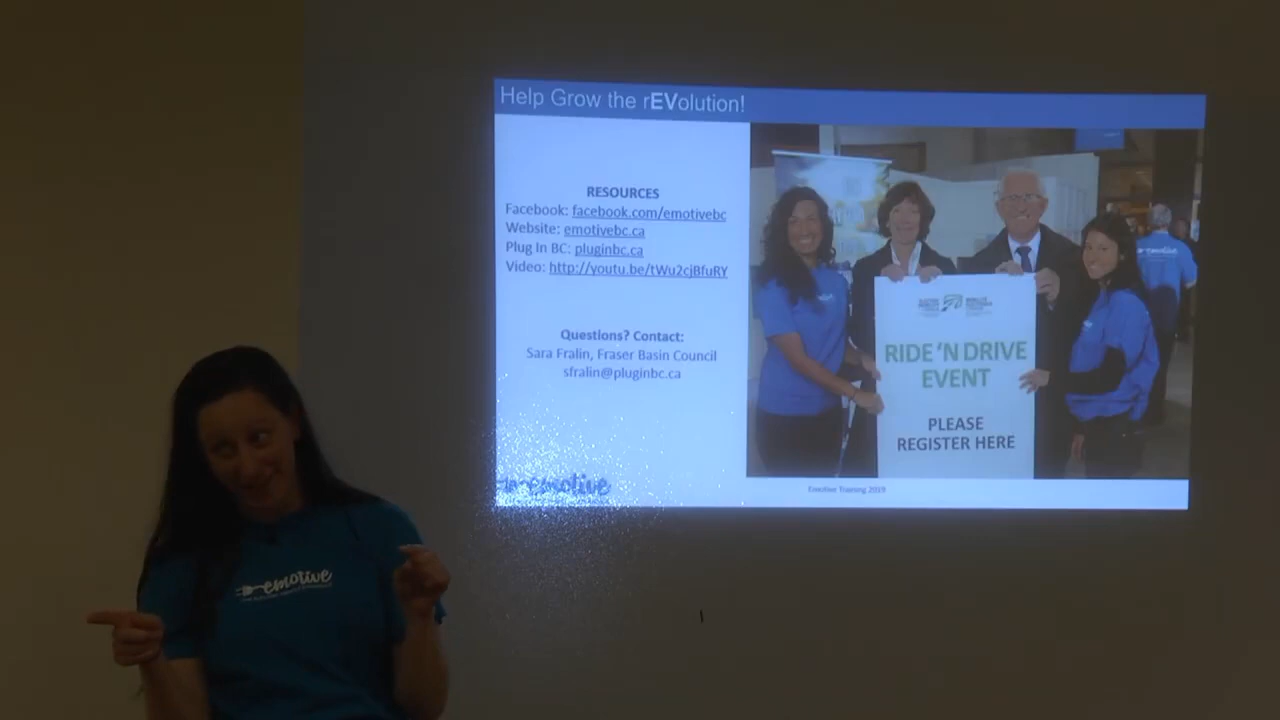 Help Grow the rEVolution!
RESOURCES
Facebook: facebook.com/emotivebc
Website: emotivebc.ca
Plug In BC: pluginbc.ca
Video: http://youtu.be/tWu2cjBfuRY
Questions? Contact:
Sara Fralin, Fraser Basin Council
sfralin@pluginbc.ca
emotive
Emotive Training 2019
RIDE 'N DRIVE
EVENT
PLEASE
REGISTER HERE
emotive